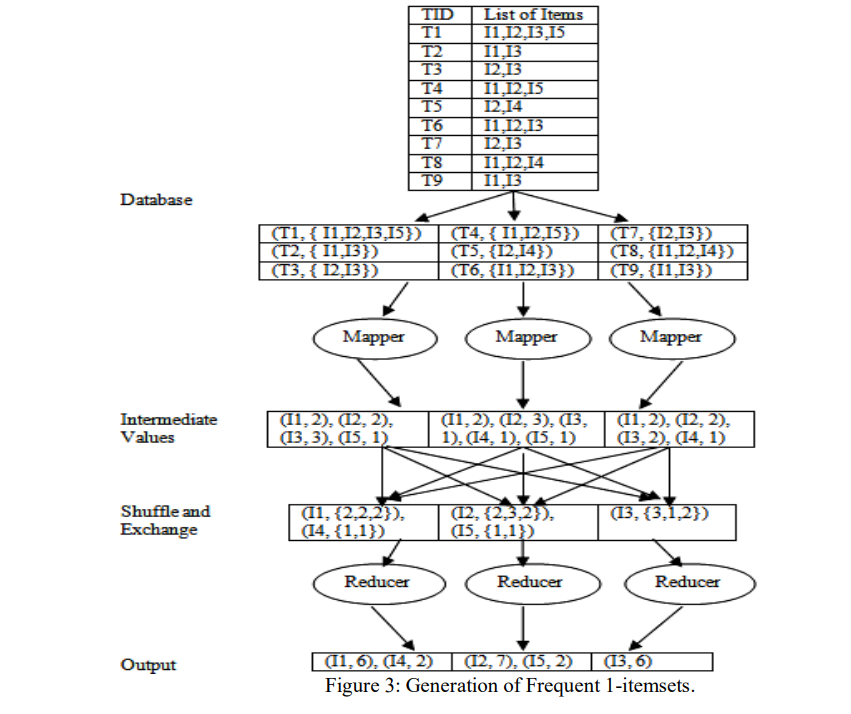 TID List of Items
T1 I1,I2,I3,I5
T2 I1,I3
T3 I2,I3
T4 I1,I2,I5
T5 I2,I4
T6 I1,I2,I3
T7 I2,I3
T8 I1,I2,I4
T9 I1,I3
Database
(T1, { I1,I2,I3,I5}) (T4, { I1,I2,I5}) (T7, {I2,I3})
(T2, { I1,I3}) (T5, {I2,I4}) (T8, {I1,I2,I4})
(T3, { I2,I3}) (T6, {I1,I2,I3}) (T9, {I1,I3})
Mapper Mapper Mapper
Intermediate
Values
(I1, 2), (I2, 2),
(I3, 3), (I5, 1)
(I1, 2), (I2, 3), (I3,
1), (I4, 1), (I5, 1)
(I1, 2), (I2, 2),
(I3, 2), (I4, 1)
Shuffle and
Exchange
(I1, {2,2,2}),
(I4, {1,1})
(I2, {2,3,2}),
(I5, {1,1})
(I3, {3,1,2})
Reducer Reducer Reducer
Output
(I1, 6), (I4, 2) (I2, 7), (I5, 2) (I3, 6)
Figure 3: Generation of Frequent 1-itemsets.